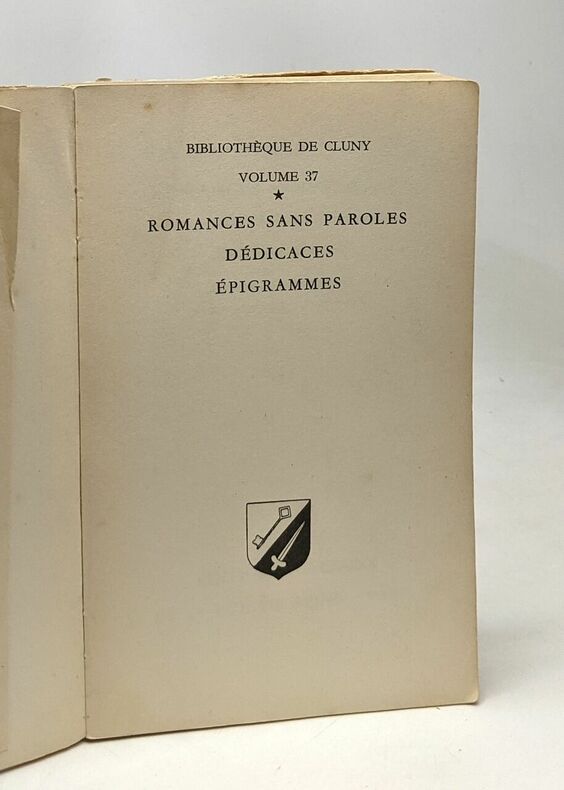 BIBLIOTHÈQUE DE CLUNY
VOLUME 37
★
ROMANCES SANS PAROLES
DÉDICACES
ÉPIGRAMMES